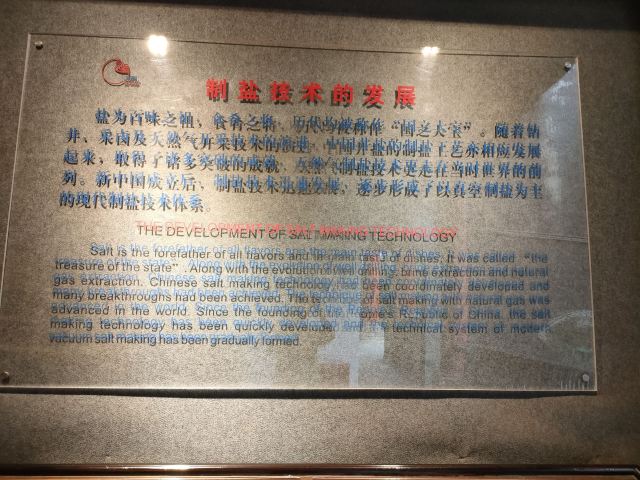 制盐技术的发展
盐为百味之祖，食肴之将，历代均被称作“国之大宝”。随着钻
井、采卤及天然气开采技术的推进，中国井盐的制盐工艺亦相应发展
起来，取得了诸多突破的成就，天然气制盐技术更走在当时世界的前
列。新中国成立后，制盐技术迅速发展，逐步形成了以真空制盐为主
的现代制盐技术体系。
THE DEVELOPMENT OF SALT MAKING TECHNOLOGY
Salt is the forefather of all flavors and the main taste of dishes, it was called “the
treasure of the state”. Along with the evolution of well drilling, brine extraction and natural
gas extraction. Chinese salt making technology had been coordinately developed and
many breakthroughs had been achieved. The technique of salt making with natural gas was
advanced in the world. Since the founding of the People's Republic of China, the salt
making technology has been quickly developed and the technical system of modern
vacuum salt making has been gradually formed.